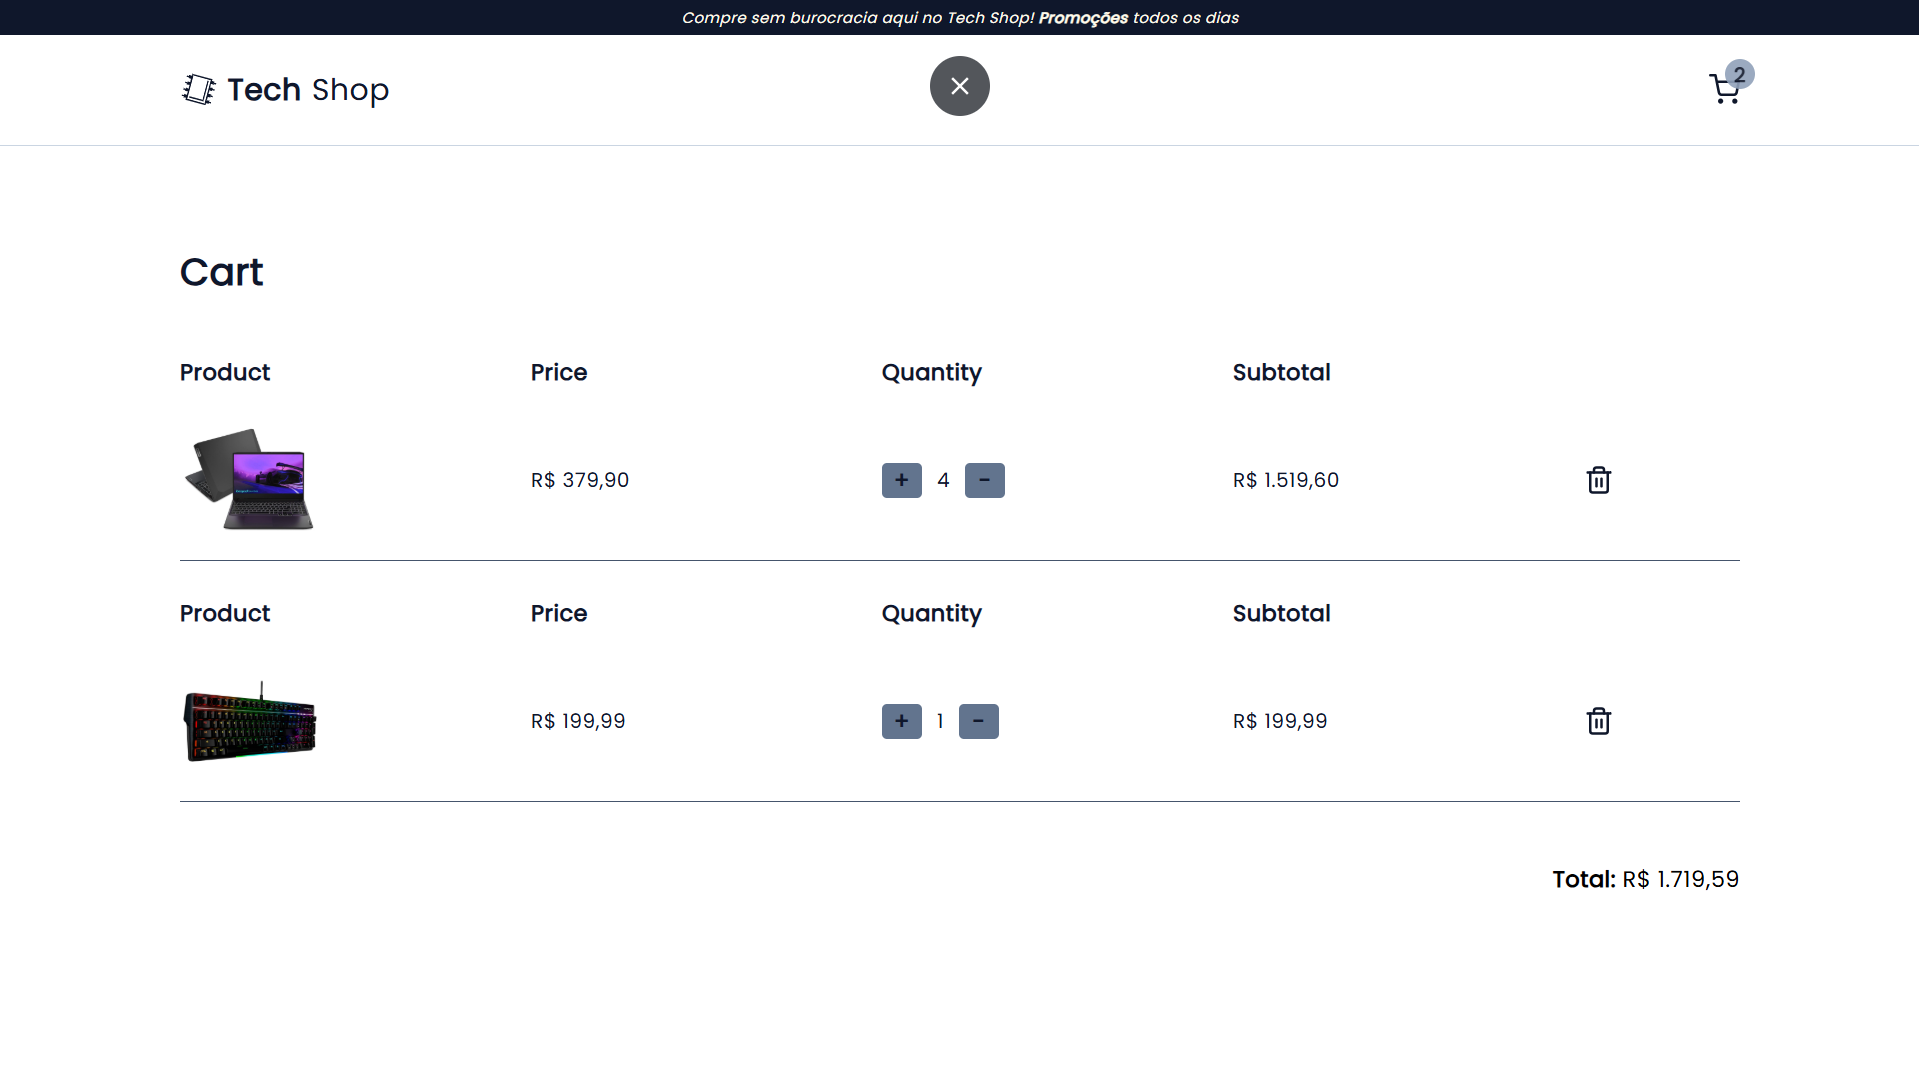 Compre sem burocracia aqui no Tech Shop! Promoções todos os dias
Tech Shop
2
Cart
Product Price Quantity Subtotal
R$ 379,90 + 4 - R$ 1.519,60
Product Price Quantity Subtotal
R$ 199,99 + 1 - R$ 199,99
Total: R$ 1.719,59